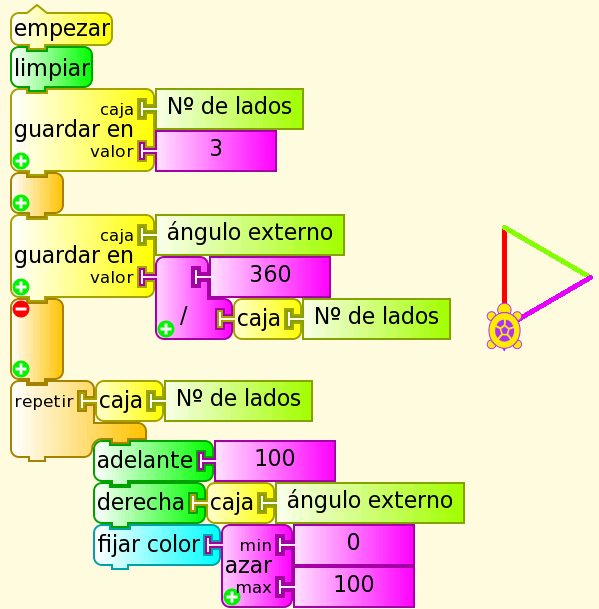 empezar
limpiar
caja Nº de lados
guardar en
valor 3
caja ángulo externo
guardar en
valor 360
/ caja Nº de lados
repetir caja Nº de lados
adelante 100
derecha caja ángulo externo
fijar color min 0
azar
max 100